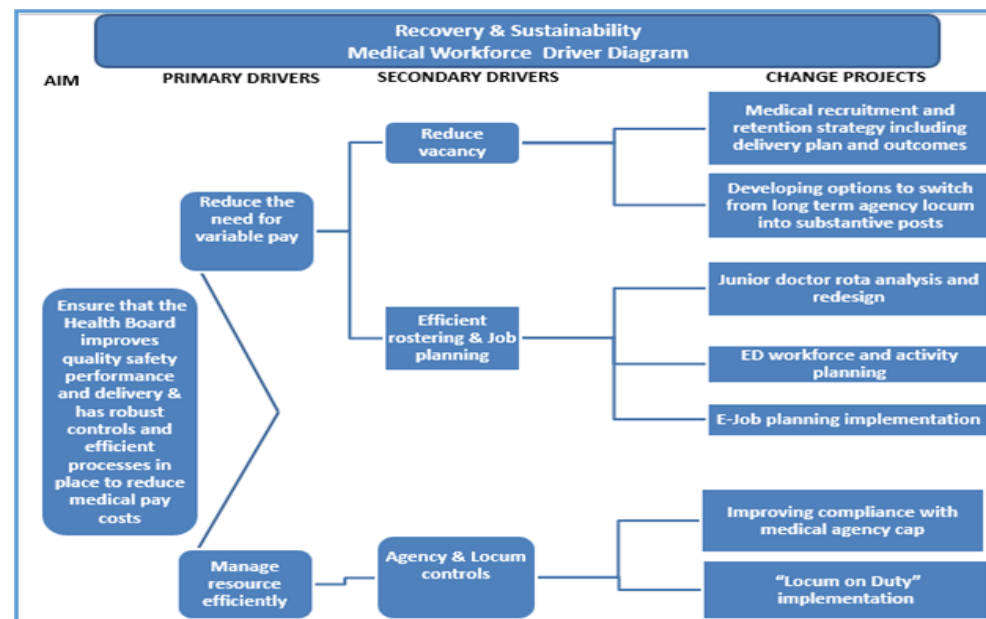 Recovery & Sustainability
Medical Workforce Driver Diagram
AIM
PRIMARY DRIVERS
SECONDARY DRIVERS
CHANGE PROJECTS
Ensure that the
Health Board
improves
quality safety
performance
and delivery &
has robust
controls and
efficient
processes in
place to reduce
medical pay
costs
Reduce the
need for
variable pay
Manage
resource
efficiently
Reduce
vacancy
Efficient
rostering & Job
planning
Agency & Locum
controls
Medical recruitment and
retention strategy including
delivery plan and outcomes
Developing options to switch
from long term agency locum
into substantive posts
Junior doctor rota analysis and
redesign
ED workforce and activity
planning
E-Job planning implementation
Improving compliance with
medical agency cap
“Locum on Duty”
implementation